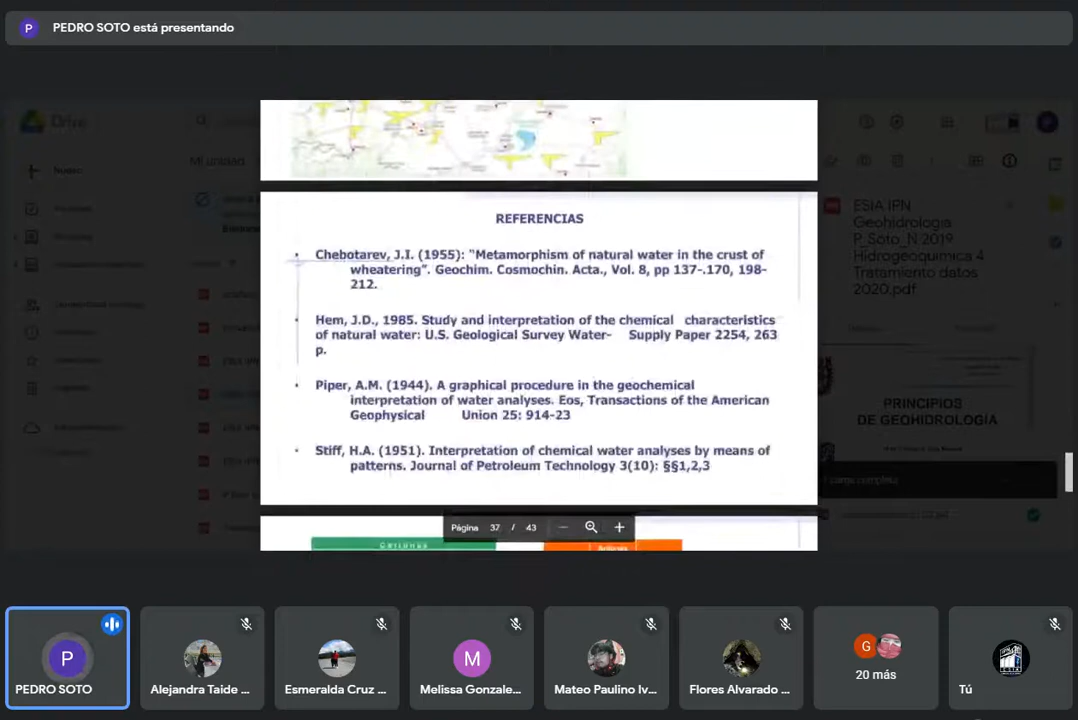 P PEDRO SOTO está presentando
Drive
Mi unidad
Nuevo
REFERENCIAS
• Chebotarev, J.I. (1955): "Metamorphism of natural water in the crust of
wheatering". Geochim. Cosmochin. Acta., Vol. 8, pp 137-.170, 198-
212.
• Hem, J.D., 1985. Study and interpretation of the chemical characteristics
of natural water: U.S. Geological Survey Water- Supply Paper 2254, 263
p.
• Piper, A.M. (1944). A graphical procedure in the geochemical
interpretation of water analyses. Eos, Transactions of the American
Geophysical Union 25: 914-23
• Stiff, H.A. (1951). Interpretation of chemical water analyses by means of
patterns. Journal of Petroleum Technology 3(10): §§1,2,3
ESIA IPN
Geohidrologia
P_Soto_N 2019
Hidrogeoquimica 4
Tratamiento datos
2020.pdf
PRINCIPIOS
DE GEOHIDROLOGIA
Página 37 / 43
P
PEDRO SOTO
Alejandra Taide ...
Esmeralda Cruz ...
M
Melissa Gonzale...
Mateo Paulino Iv...
Flores Alvarado ...
G
20 más
Tú